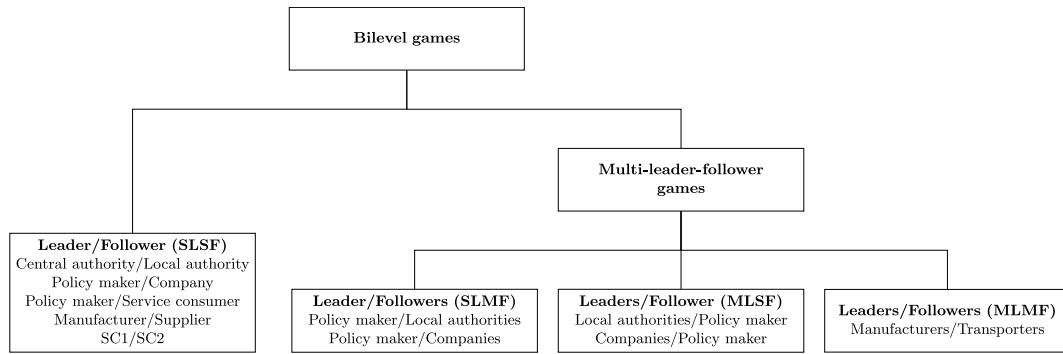 Bilevel games
Multi-leader-follower
games
Leader/Follower (SLSF)
Central authority/Local authority
Policy maker/Company
Policy maker/Service consumer
Manufacturer/Supplier
SC1/SC2
Leader/Followers (SLMF)
Policy maker/Local authorities
Policy maker/Companies
Leaders/Follower (MLSF)
Local authorities/Policy maker
Companies/Policy maker
Leaders/Followers (MLMF)
Manufacturers/Transporters